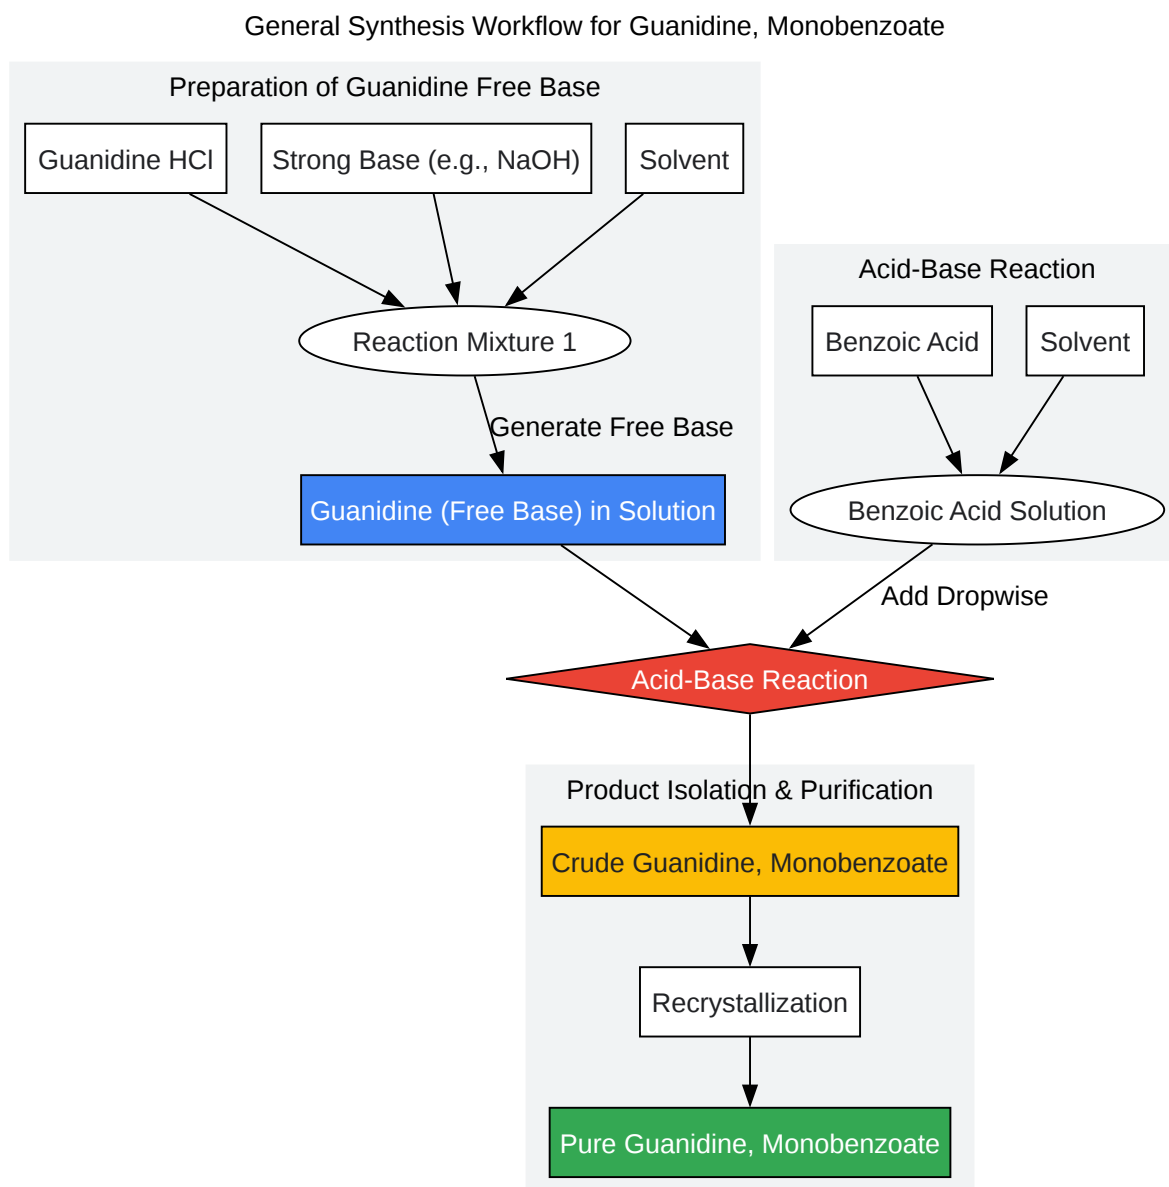 General Synthesis Workflow for Guanidine, Monobenzoate
Preparation of Guanidine Free Base
Guanidine HCl
Strong Base (e.g., NaOH)
Solvent
Reaction Mixture 1
Generate Free Base
Guanidine (Free Base) in Solution
Acid-Base Reaction
Benzoic Acid
Solvent
Benzoic Acid Solution
Add Dropwise
Acid-Base Reaction
Product Isolation & Purification
Crude Guanidine, Monobenzoate
Recrystallization
Pure Guanidine, Monobenzoate